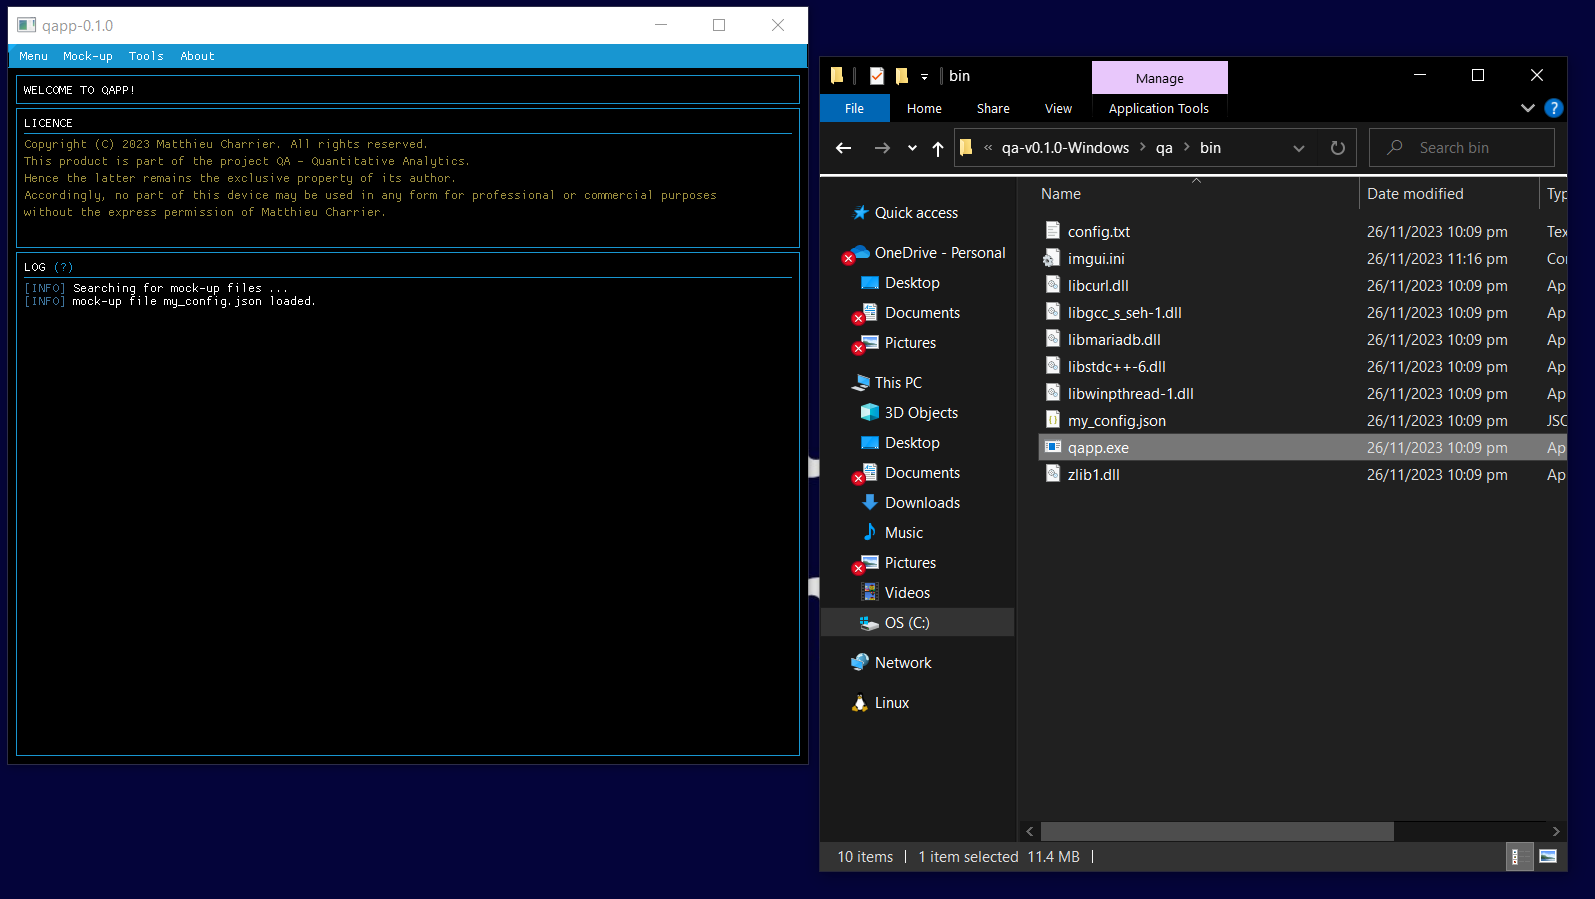 qapp-0.1.0
Menu Mock-up Tools About
WELCOME TO QAPP!
LICENCE
Copyright (C) 2023 Matthieu Charrier. All rights reserved.
This product is part of the project QA - Quantitative Analytics.
Hence the latter remains the exclusive property of its author.
Accordingly, no part of this device may be used in any form for professional or commercial purposes
without the express permission of Matthieu Charrier.
LOG (?)
[INFO] Searching for mock-up files ...
[INFO] mock-up file my_config.json loaded.
bin
Manage
File Home Share View Application Tools
?
« qa-v0.1.0-Windows > qa > bin
Search bin
Quick access
OneDrive - Personal
Desktop
Documents
Pictures
This PC
3D Objects
Desktop
Documents
Downloads
Music
Pictures
Videos
OS (C:)
Network
Linux
Name Date modified Typ
config.txt 26/11/2023 10:09 pm Tex
imgui.ini 26/11/2023 11:16 pm Co
libcurl.dll 26/11/2023 10:09 pm Ap
libgcc_s_seh-1.dll 26/11/2023 10:09 pm Ap
libmariadb.dll 26/11/2023 10:09 pm Ap
libstdc++-6.dll 26/11/2023 10:09 pm Ap
libwinpthread-1.dll 26/11/2023 10:09 pm Ap
my_config.json 26/11/2023 10:09 pm JSC
qapp.exe 26/11/2023 10:09 pm Ap
zlib1.dll 26/11/2023 10:09 pm Ap
10 items 1 item selected 11.4 MB